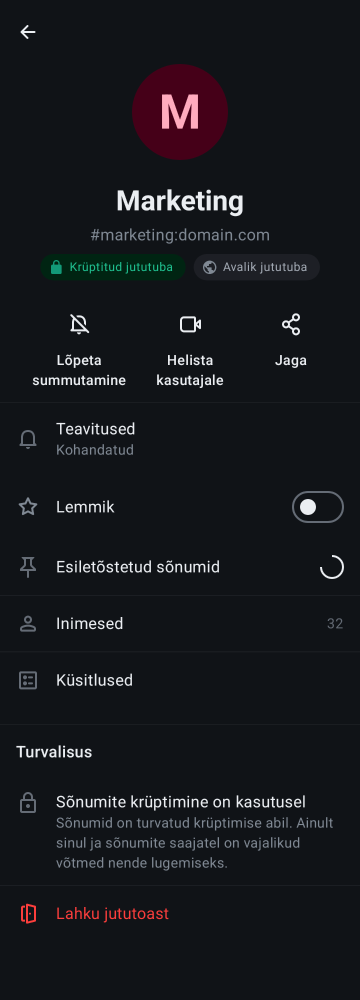 M
Marketing
#marketing:domain.com
Krüptitud jututuba
Avalik jututuba
Lõpeta
summutamine
Helista
kasutajale
Jaga
Teavitused
Kohandatud
Lemmik
Esiletõstetud sõnumid
Inimesed 32
Küsitlused
Turvalisus
Sõnumite krüptimine on kasutusel
Sõnumid on turvatud krüptimise abil. Ainult
sinul ja sõnumite saajatel on vajalikud
võtmed nende lugemiseks.
Lahku jututoast